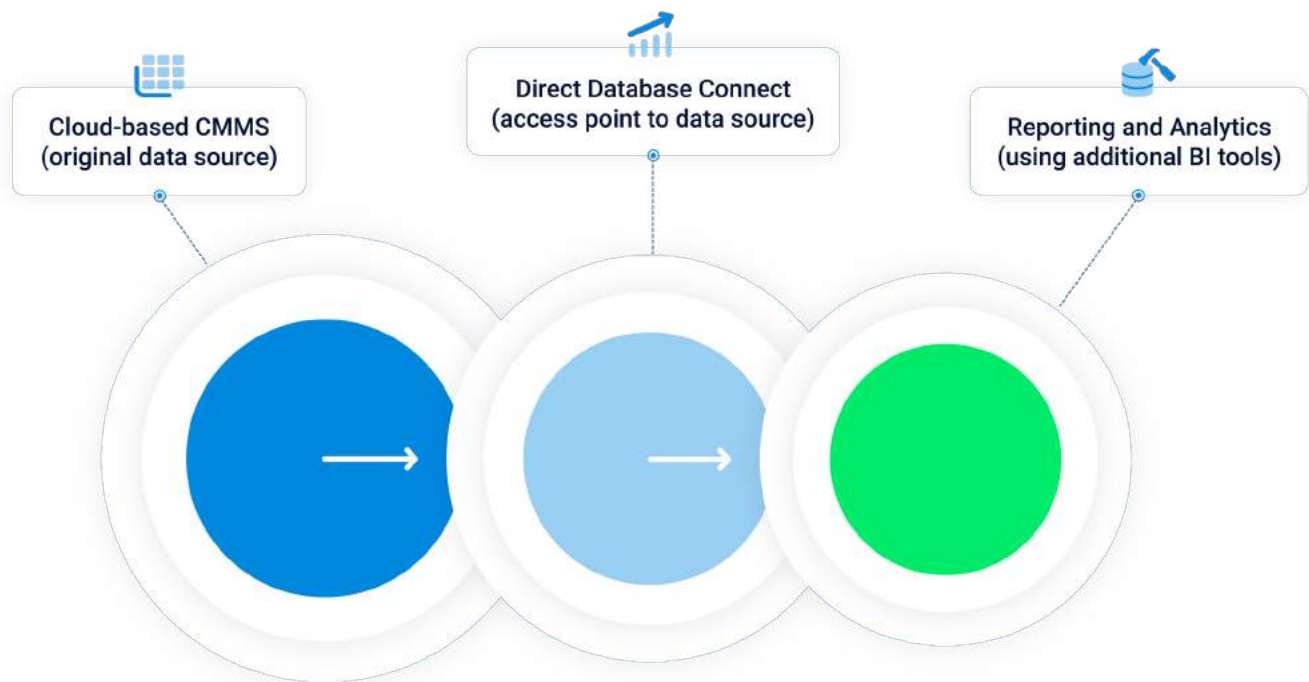 Cloud-based CMMS
(original data source)
Direct Database Connect
(access point to data source)
Reporting and Analytics
(using additional BI tools)